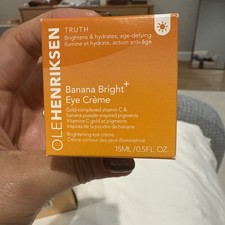 TRUTH
Brightens & hydrates, age-defying
Illumine et hydrate, action anti-âge
OLEHENRIKSEN
Banana Bright+
Eye Crème
Gold complexed vitamin C &
banana powder inspired pigments
Vitamine C gold et pigments
inspirés de la poudre de banane
Brightening eye crème
Crème contour des yeux illuminatrice
15ML/0.5FL. OZ.